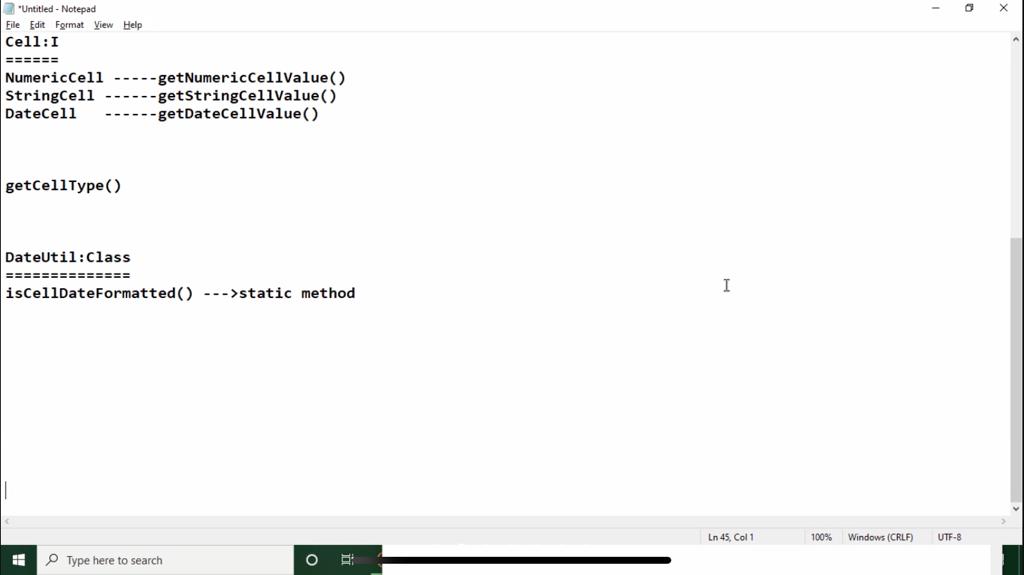 *Untitled - Notepad
File Edit Format View Help
Cell:I
======
NumericCell -----getNumericCellValue()
StringCell ------getStringCellValue()
DateCell   ------getDateCellValue()
getCellType()
DateUtil:Class
==============
isCellDateFormatted() --->static method
Ln 45, Col 1 100% Windows (CRLF) UTF-8
Type here to search